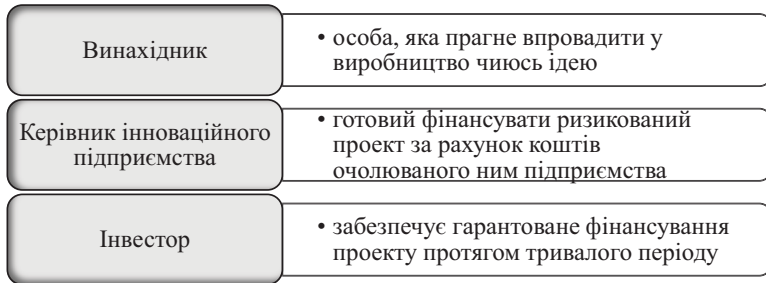 Винахідник
• особа, яка прагне впровадити у
виробництво чиюсь ідею
Керівник інноваційного
підприємства
• готовий фінансувати ризикований
проект за рахунок коштів
очолюваного ним підприємства
Інвестор
• забезпечує гарантоване фінансування
проекту протягом тривалого періоду